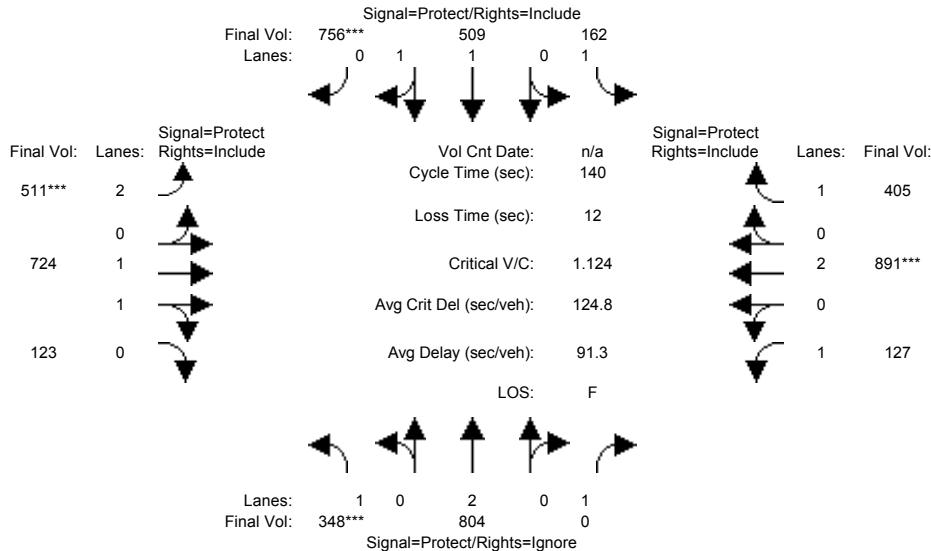 Signal=Protect/Rights=Include
Final Vol: 756*** 509 162
Lanes: 0 1 1 0 1
Signal=Protect Signal=Protect
Final Vol: Lanes: Rights=Include Vol Cnt Date: n/a Rights=Include Lanes: Final Vol:
Cycle Time (sec): 140
511*** 2 1 405
Loss Time (sec): 12
0 0
724 1 Critical V/C: 1.124 2 891***
1 Avg Crit Del (sec/veh): 124.8 0
123 0 Avg Delay (sec/veh): 91.3 1 127
LOS: F
Lanes: 1 0 2 0 1
Final Vol: 348*** 804 0
Signal=Protect/Rights=Ignore